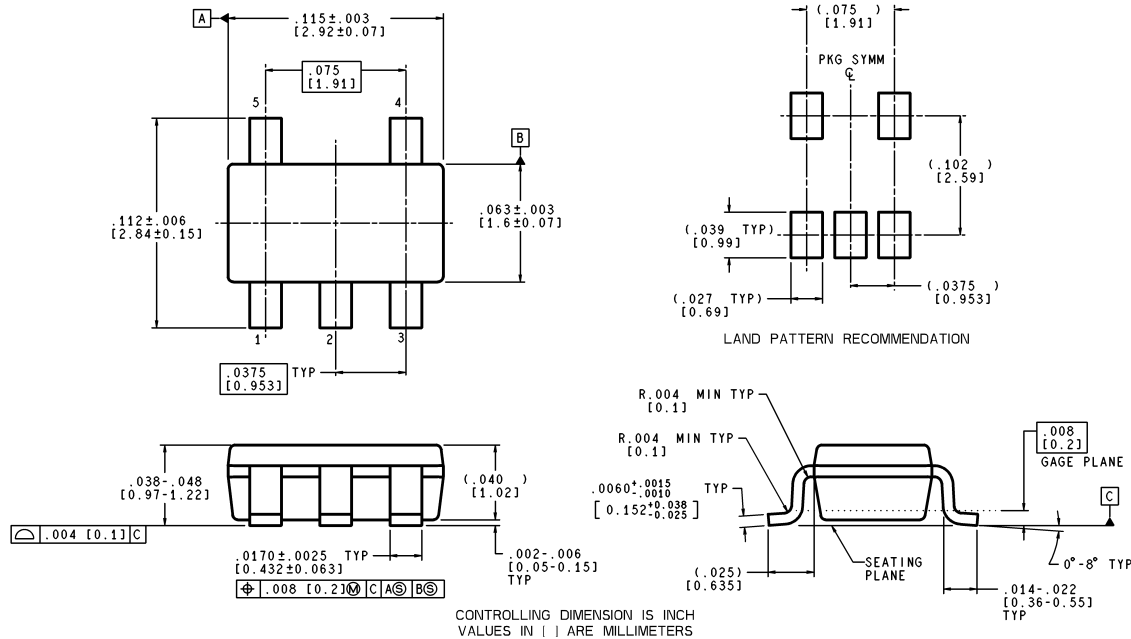 A
.115±.003
[2.92±0.07]
.075
[1.91]
5
4
B
.112±.006
[2.84±0.15]
.063±.003
[1.6±0.07]
1
2
3
.0375 TYP
[0.953]
(.075 )
[1.91]
PKG SYMM
℄
(.102 )
[2.59]
(.039 TYP)
[0.99]
(.027 TYP)
[0.69]
(.0375 )
[0.953]
LAND PATTERN RECOMMENDATION
.038-.048
[0.97-1.22]
(.040 )
[1.02]
⌓ .004 [0.1] C
.0170±.0025 TYP
[0.432±0.063]
.002-.006
[0.05-0.15]
TYP
⌖ .008 [0.2]Ⓜ C AⓈ BⓈ
R.004 MIN TYP
[0.1]
R.004 MIN TYP
[0.1]
.0060+.0015 -.0010 TYP
[0.152+0.038 -0.025]
.008
[0.2]
GAGE PLANE
C
SEATING
PLANE
0°-8° TYP
(.025)
[0.635]
.014-.022
[0.36-0.55]
TYP
CONTROLLING DIMENSION IS INCH
VALUES IN [ ] ARE MILLIMETERS